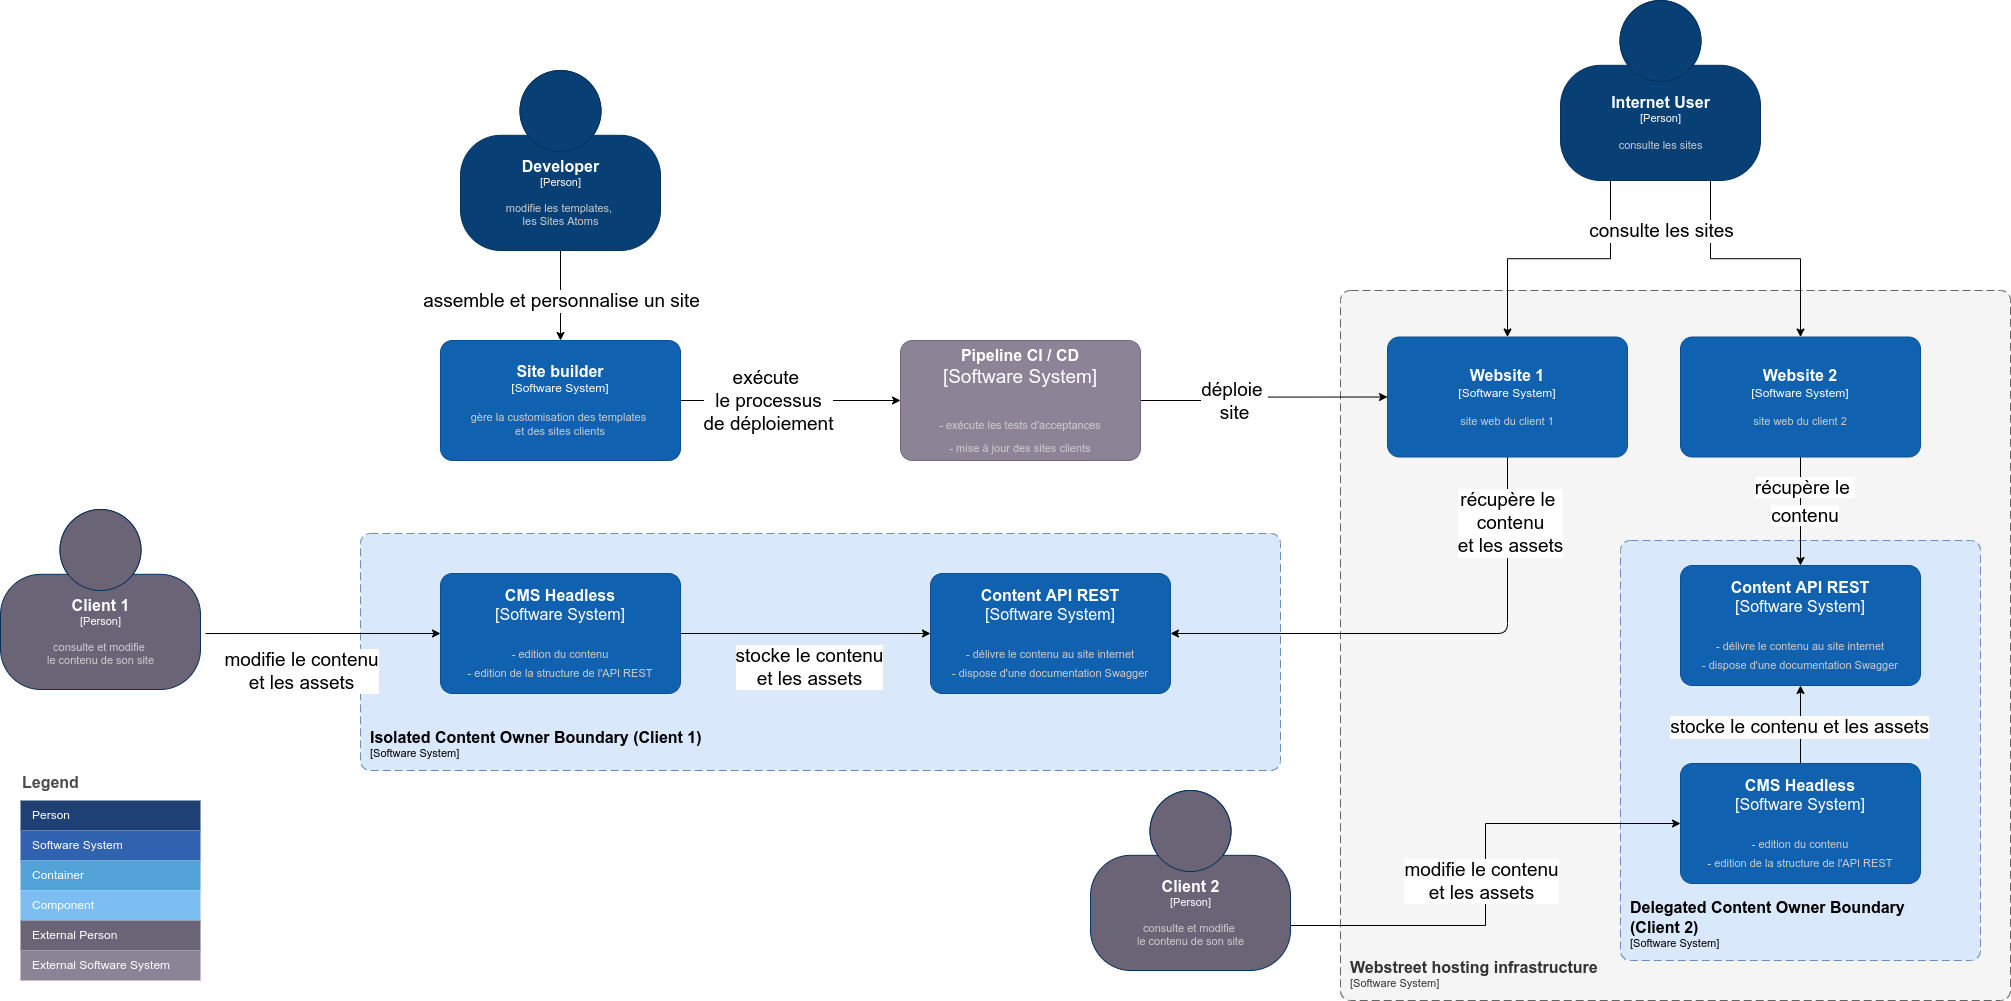 Internet User
[Person]
consulte les sites
Developer
[Person]
modifie les templates,
les Sites Atoms
consulte les sites
assemble et personnalise un site
Site builder
[Software System]
gère la customisation des templates
et des sites clients
exécute
le processus
de déploiement
Pipeline CI / CD
[Software System]
- exécute les tests d'acceptances
- mise à jour des sites clients
déploie
site
Website 1
[Software System]
site web du client 1
Website 2
[Software System]
site web du client 2
récupère le
contenu
et les assets
récupère le
contenu
Client 1
[Person]
consulte et modifie
le contenu de son site
modifie le contenu
et les assets
CMS Headless
[Software System]
- edition du contenu
- edition de la structure de l'API REST
stocke le contenu
et les assets
Content API REST
[Software System]
- délivre le contenu au site internet
- dispose d'une documentation Swagger
Isolated Content Owner Boundary (Client 1)
[Software System]
Content API REST
[Software System]
- délivre le contenu au site internet
- dispose d'une documentation Swagger
stocke le contenu et les assets
CMS Headless
[Software System]
- edition du contenu
- edition de la structure de l'API REST
Delegated Content Owner Boundary
(Client 2)
[Software System]
Client 2
[Person]
consulte et modifie
le contenu de son site
modifie le contenu
et les assets
Webstreet hosting infrastructure
[Software System]
Legend
Person
Software System
Container
Component
External Person
External Software System